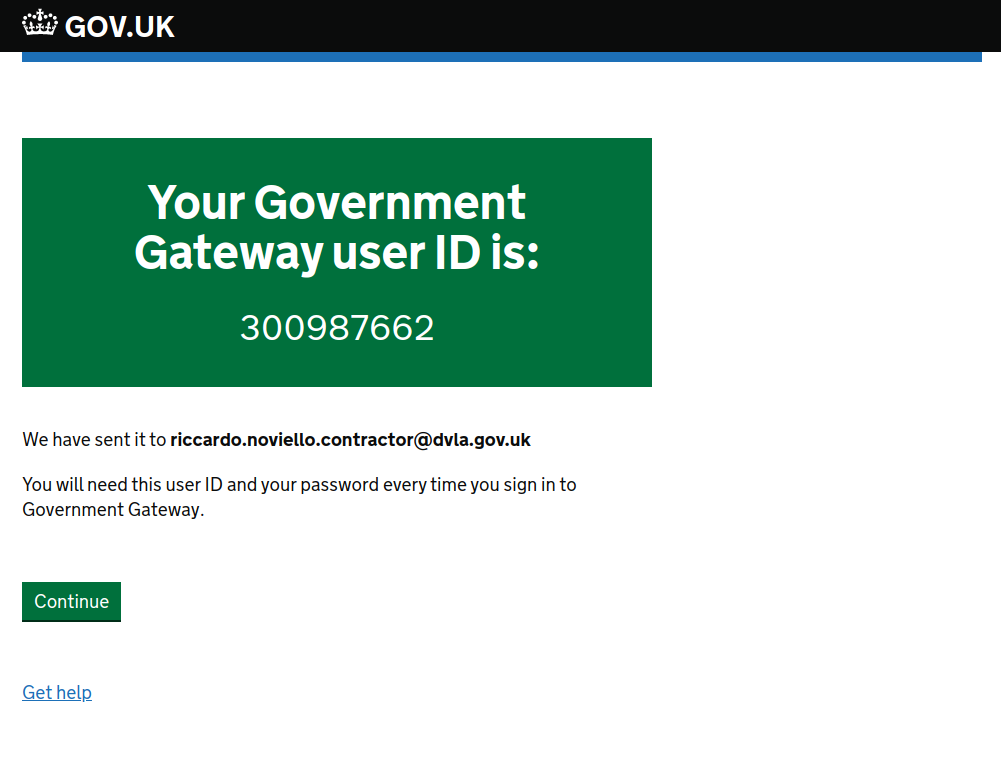 GOV.UK
Your Government
Gateway user ID is:
300987662
We have sent it to riccardo.noviello.contractor@dvla.gov.uk
You will need this user ID and your password every time you sign in to
Government Gateway.
Continue
Get help